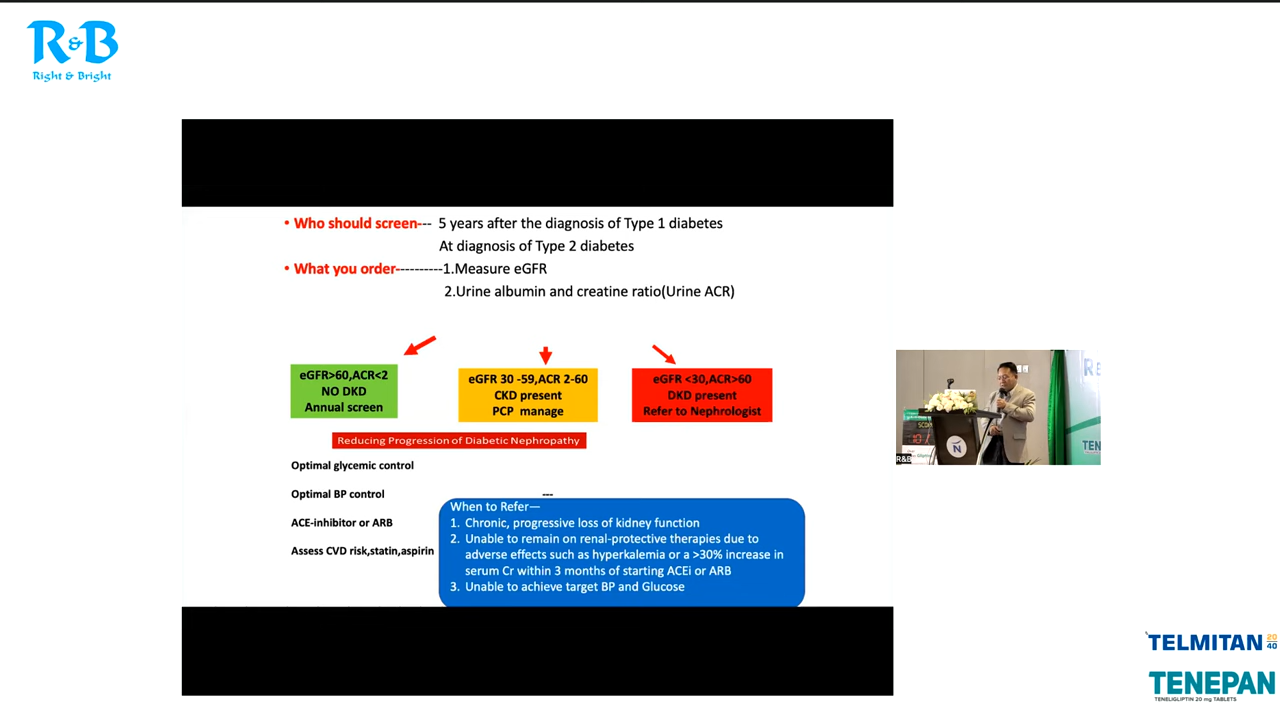 R&B
Right & Bright
• Who should screen--- 5 years after the diagnosis of Type 1 diabetes
At diagnosis of Type 2 diabetes
• What you order----------1.Measure eGFR
2.Urine albumin and creatine ratio(Urine ACR)
eGFR>60,ACR<2
NO DKD
Annual screen
eGFR 30 -59,ACR 2-60
CKD present
PCP manage
eGFR <30,ACR>60
DKD present
Refer to Nephrologist
Reducing Progression of Diabetic Nephropathy
Optimal glycemic control
Optimal BP control
---
ACE-inhibitor or ARB
Assess CVD risk,statin,aspirin
When to Refer—
1. Chronic, progressive loss of kidney function
2. Unable to remain on renal-protective therapies due to
adverse effects such as hyperkalemia or a >30% increase in
serum Cr within 3 months of starting ACEi or ARB
3. Unable to achieve target BP and Glucose
R&B
N
TEN
TELMITAN 20
40
TENEPAN
TENELIGLIPTIN 20 mg TABLETS